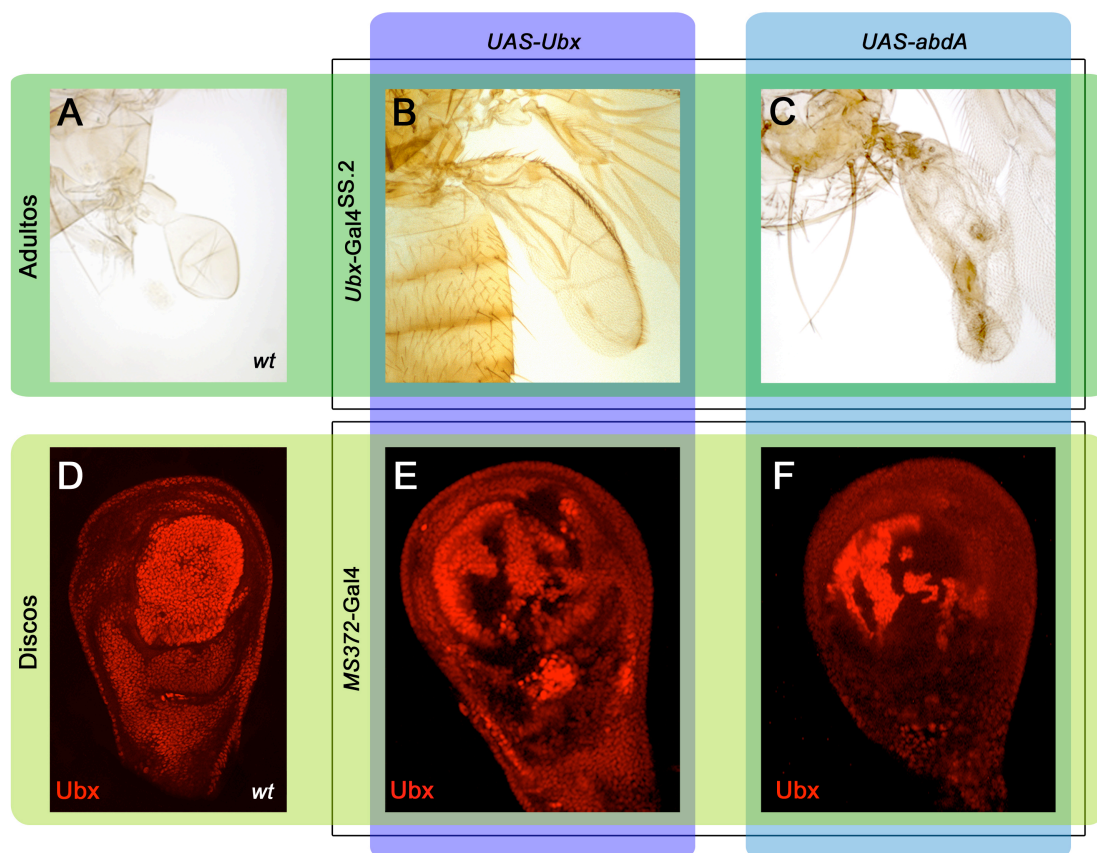 UAS-Ubx
UAS-abdA
Adultos
A
wt
Ubx-Gal4SS.2
B
C
Discos
D
Ubx
wt
MS372-Gal4
E
Ubx
F
Ubx